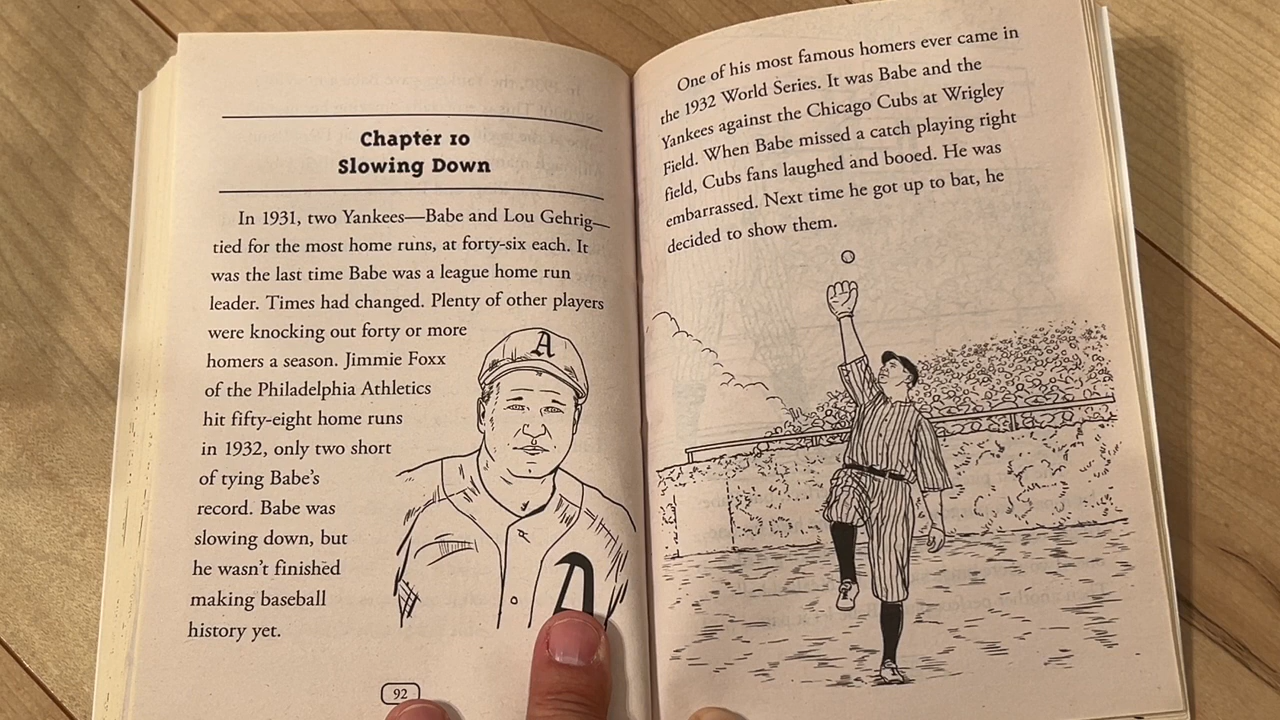 Chapter 10
Slowing Down
In 1931, two Yankees—Babe and Lou Gehrig—
tied for the most home runs, at forty-six each. It
was the last time Babe was a league home run
leader. Times had changed. Plenty of other players
were knocking out forty or more
homers a season. Jimmie Foxx
of the Philadelphia Athletics
hit fifty-eight home runs
in 1932, only two short
of tying Babe's
record. Babe was
slowing down, but
he wasn't finished
making baseball
history yet.
A
A
92
One of his most famous homers ever came in
the 1932 World Series. It was Babe and the
Yankees against the Chicago Cubs at Wrigley
Field. When Babe missed a catch playing right
field, Cubs fans laughed and booed. He was
embarrassed. Next time he got up to bat, he
decided to show them.